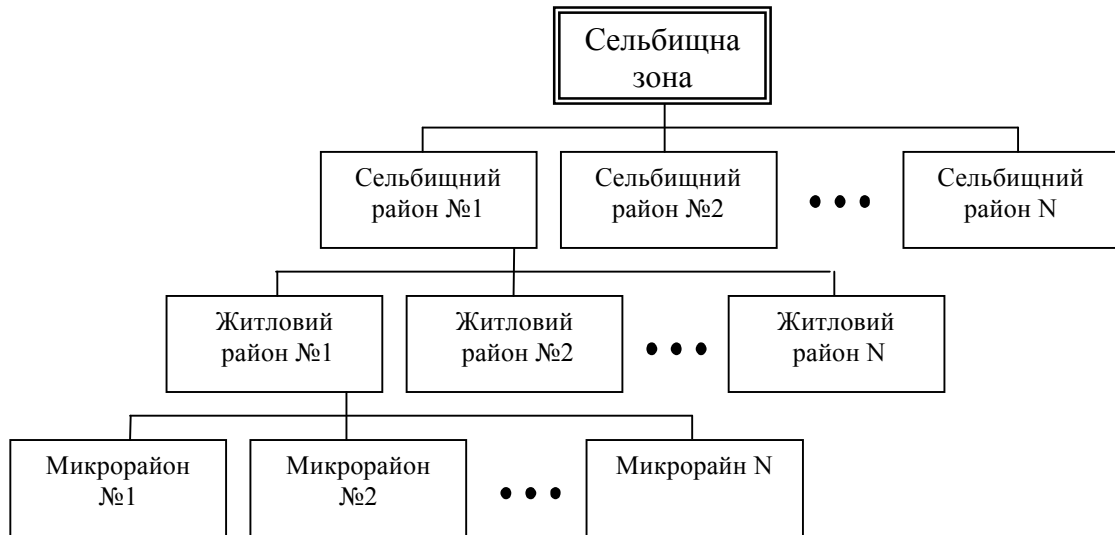 Сельбищна
зона
Сельбищний
район №1
Сельбищний
район №2
Сельбищний
район N
Житловий
район №1
Житловий
район №2
Житловий
район N
Микрорайон
№1
Микрорайон
№2
Микрорайн N